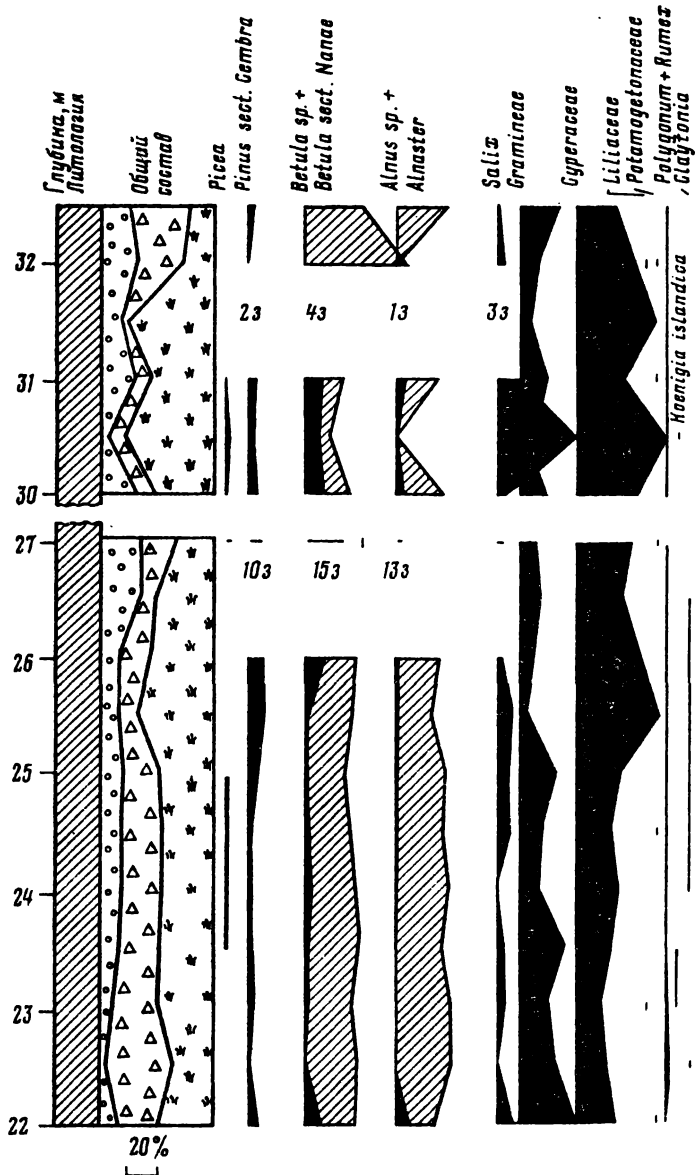 Глубина, м
Литология
Общий
состав
Picea
Pinus sect. Cembra
Betula sp. +
Betula sect. Nanae
Alnus sp. +
Alnaster
Salix
Gramineae
Cyperaceae
Liliaceae
Potamogetonaceae
Polygonum + Rumex
Claytonia
32
2з
4з
1з
3з
31
- Koenigia islandica
30
27
10з
15з
13з
26
25
24
23
22
20%